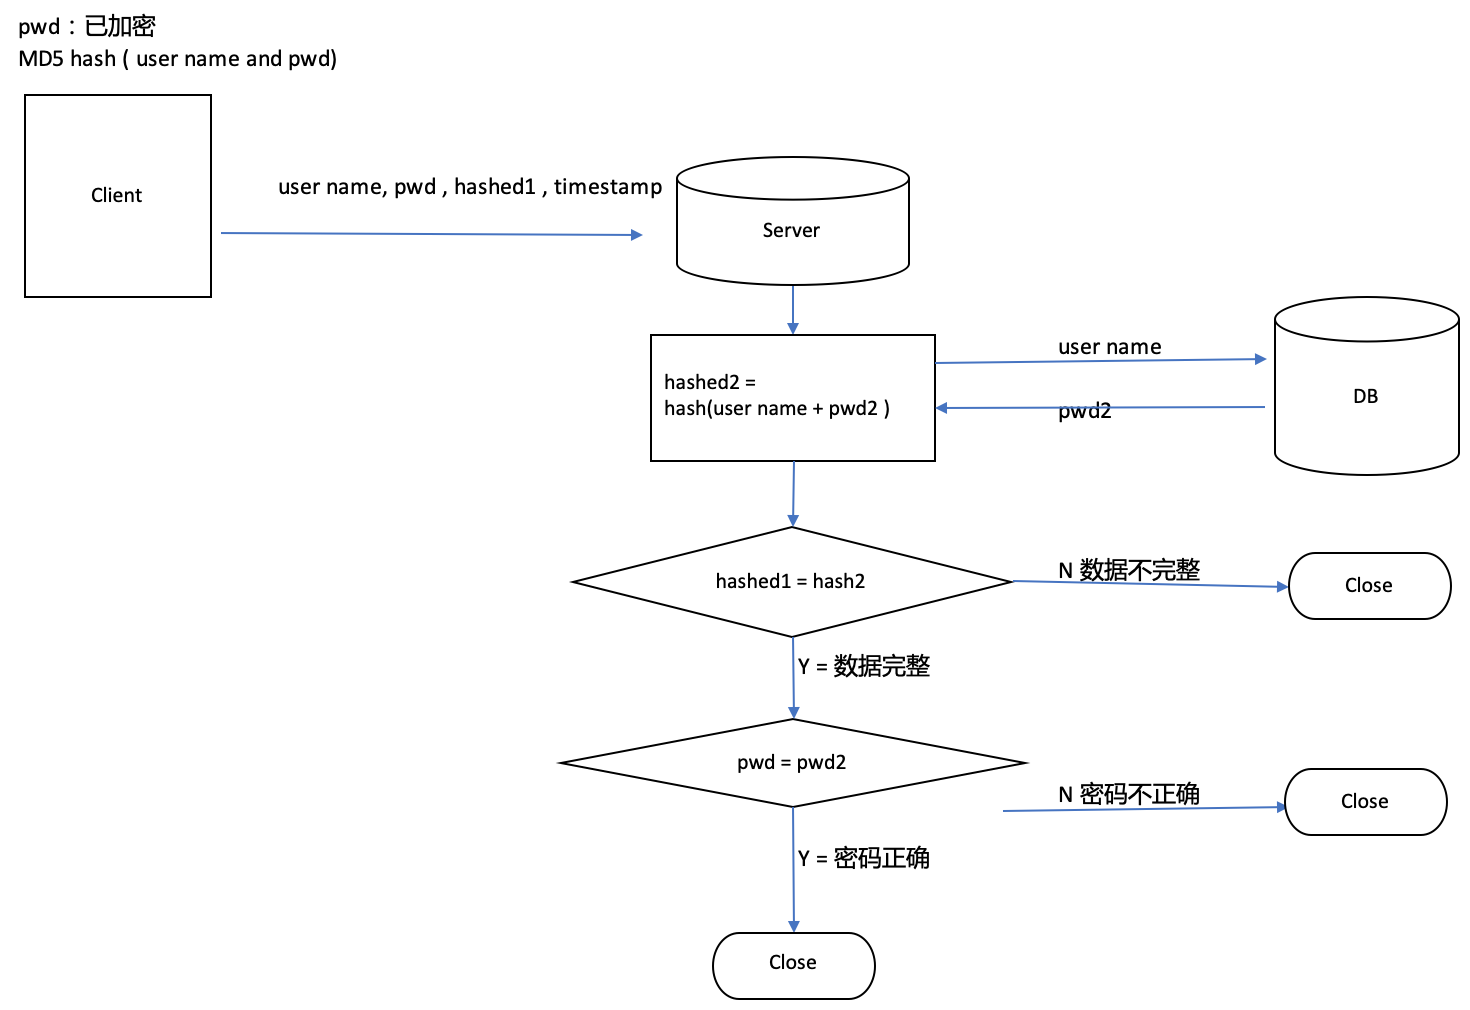 pwd：已加密
MD5 hash ( user name and pwd)
Client
user name, pwd , hashed1 , timestamp
Server
hashed2 =
hash(user name + pwd2 )
user name
pwd2
DB
hashed1 = hash2
N 数据不完整
Close
Y = 数据完整
pwd = pwd2
N 密码不正确
Close
Y = 密码正确
Close